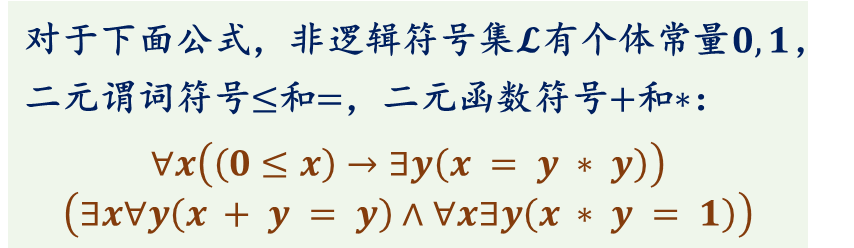 对于下面公式，非逻辑符号集𝓛有个体常量0,1，
二元谓词符号≤和=，二元函数符号+和*：
∀x((0 ≤ x) → ∃y(x = y * y))
(∃x∀y(x + y = y) ∧ ∀x∃y(x * y = 1))